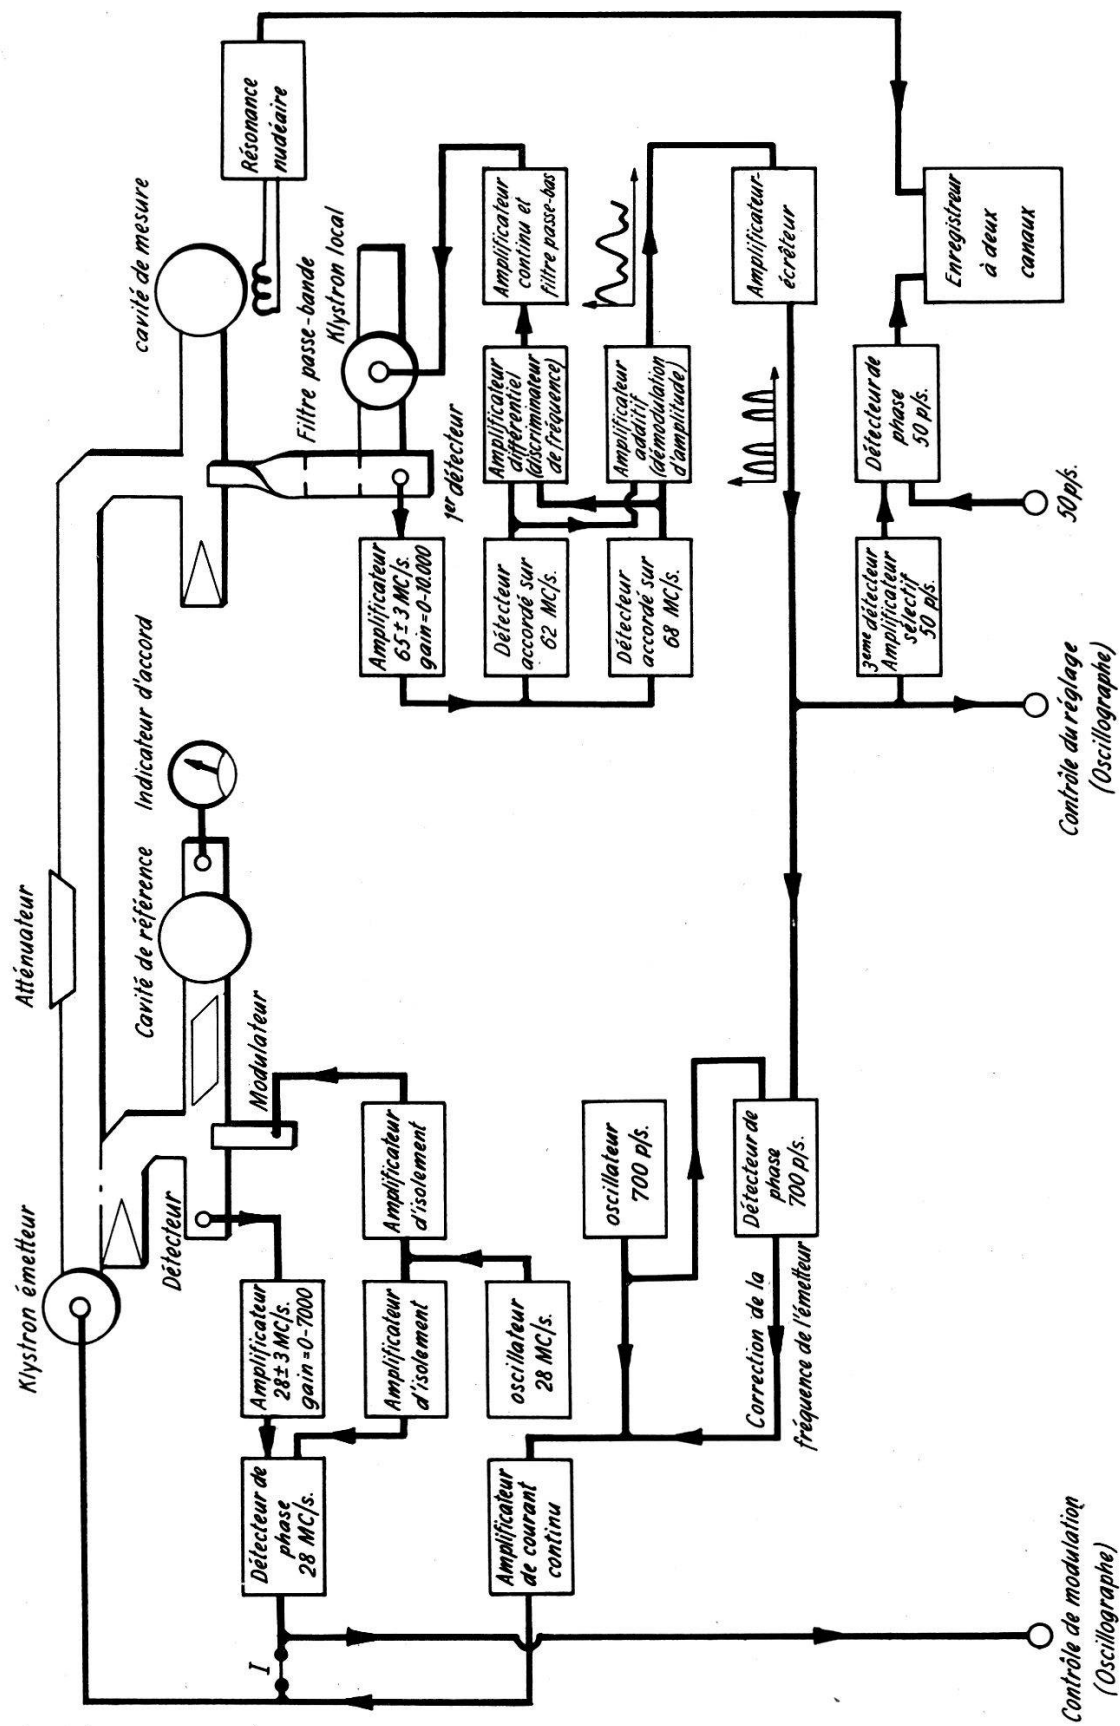 Klystron émetteur
Atténuateur
Détecteur
Modulateur
Cavité de référence
Indicateur d'accord
cavité de mesure
Résonance
nudéaire
Filtre passe-bande
Klystron local
1er détecteur
Amplificateur
28±3 MC/s.
gain=0-7000
Détecteur de
phase
28 MC/s.
I
Amplificateur
d'isolement
Amplificateur
d'isolement
oscillateur
28 MC/s.
Amplificateur
65±3 MC/s.
gain=0-10.000
Détecteur
accordé sur
62 MC/s.
Détecteur
accordé sur
68 MC/s.
Amplificateur
différentiel
(discriminateur
de fréquence)
Amplificateur
additif
(démodulation
d'amplitude)
Amplificateur
continu et
filtre passe-bas
Amplificateur-
écrêteur
Amplificateur
de courant
continu
oscillateur
700 p/s.
Détecteur de
phase
700 p/s.
Correction de la
fréquence de l'émetteur
3eme détecteur
Amplificateur
sélectif
50 p/s.
Détecteur de
phase
50 p/s.
Enregistreur
à deux
canaux
50 p/s.
Contrôle de modulation
(Oscillographe)
Contrôle du réglage
(Oscillographe)